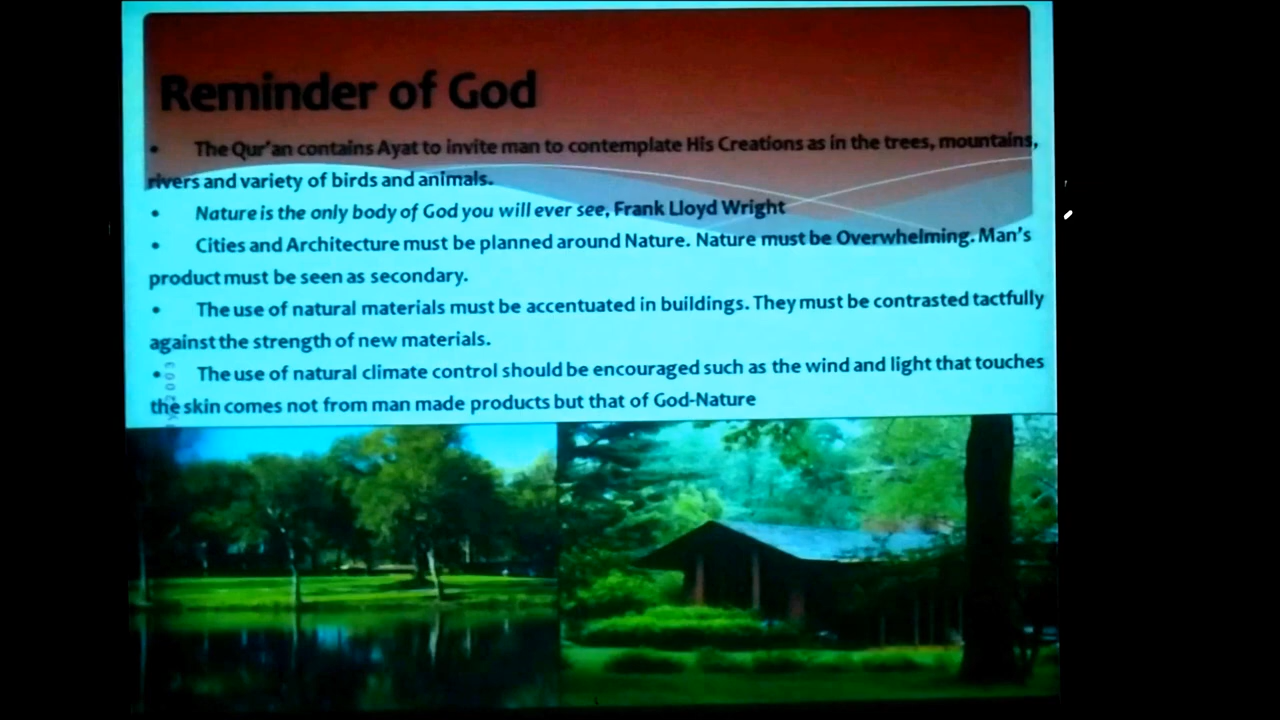 Reminder of God
• The Qur'an contains Ayat to invite man to contemplate His Creations as in the trees, mountains,
rivers and variety of birds and animals.
• Nature is the only body of God you will ever see, Frank Lloyd Wright
• Cities and Architecture must be planned around Nature. Nature must be Overwhelming. Man's
product must be seen as secondary.
• The use of natural materials must be accentuated in buildings. They must be contrasted tactfully
against the strength of new materials.
• The use of natural climate control should be encouraged such as the wind and light that touches
the skin comes not from man made products but that of God-Nature